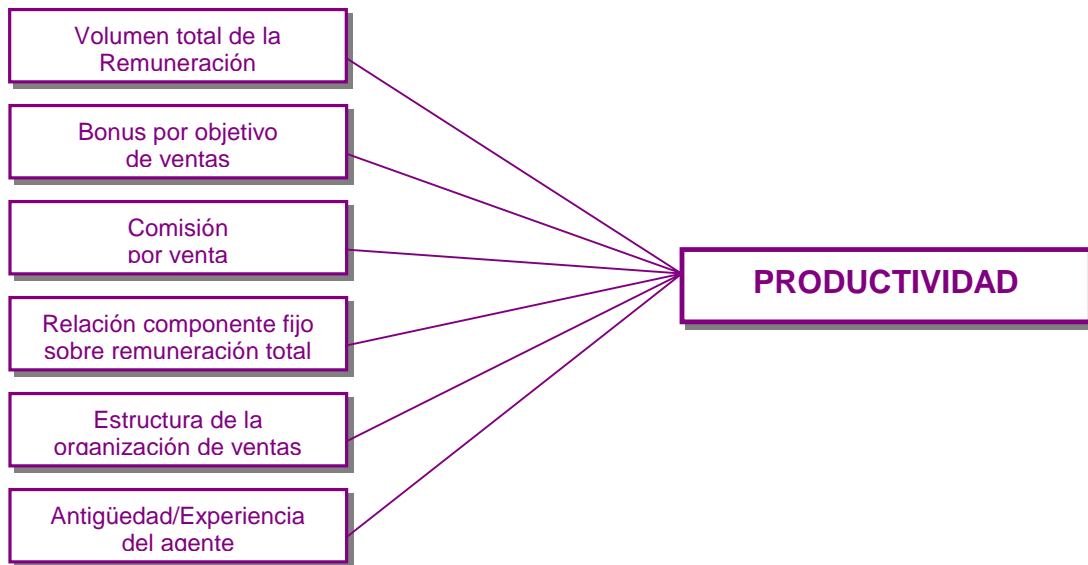 Volumen total de la
Remuneración
Bonus por objetivo
de ventas
Comisión
por venta
PRODUCTIVIDAD
Relación componente fijo
sobre remuneración total
Estructura de la
organización de ventas
Antigüedad/Experiencia
del agente